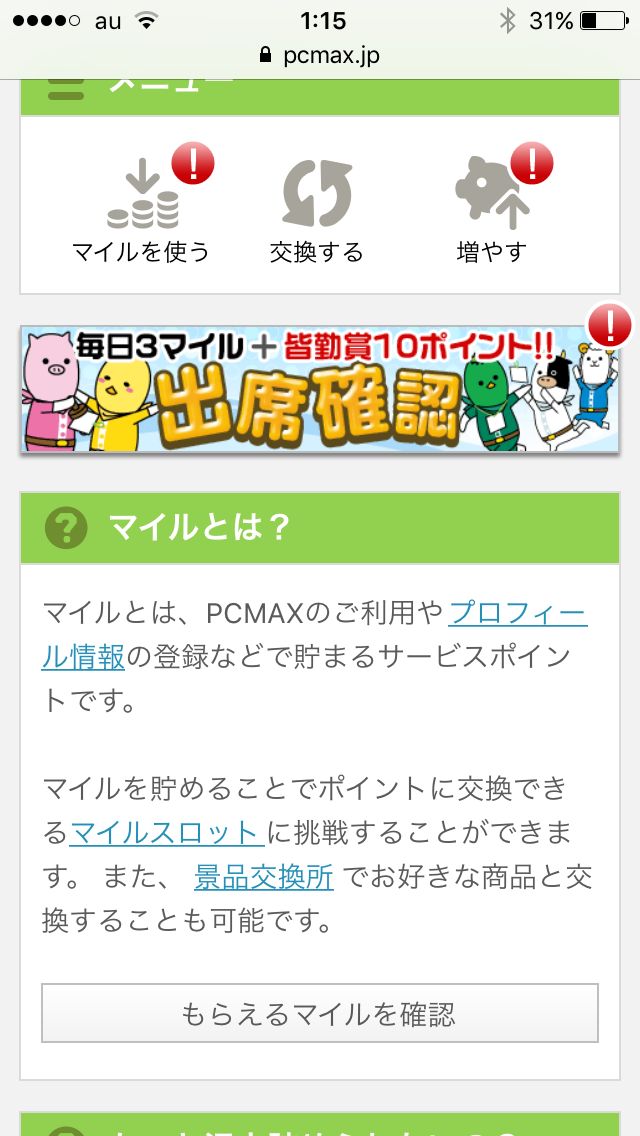 au 1:15 31%
pcmax.jp
メニュー
マイルを使う 交換する 増やす
毎日3マイル＋皆勤賞10ポイント!!
出席確認
マイルとは？
マイルとは、PCMAXのご利用やプロフィー
ル情報の登録などで貯まるサービスポイン
トです。
マイルを貯めることでポイントに交換でき
るマイルスロットに挑戦することができま
す。 また、 景品交換所 でお好きな商品と交
換することも可能です。
もらえるマイルを確認